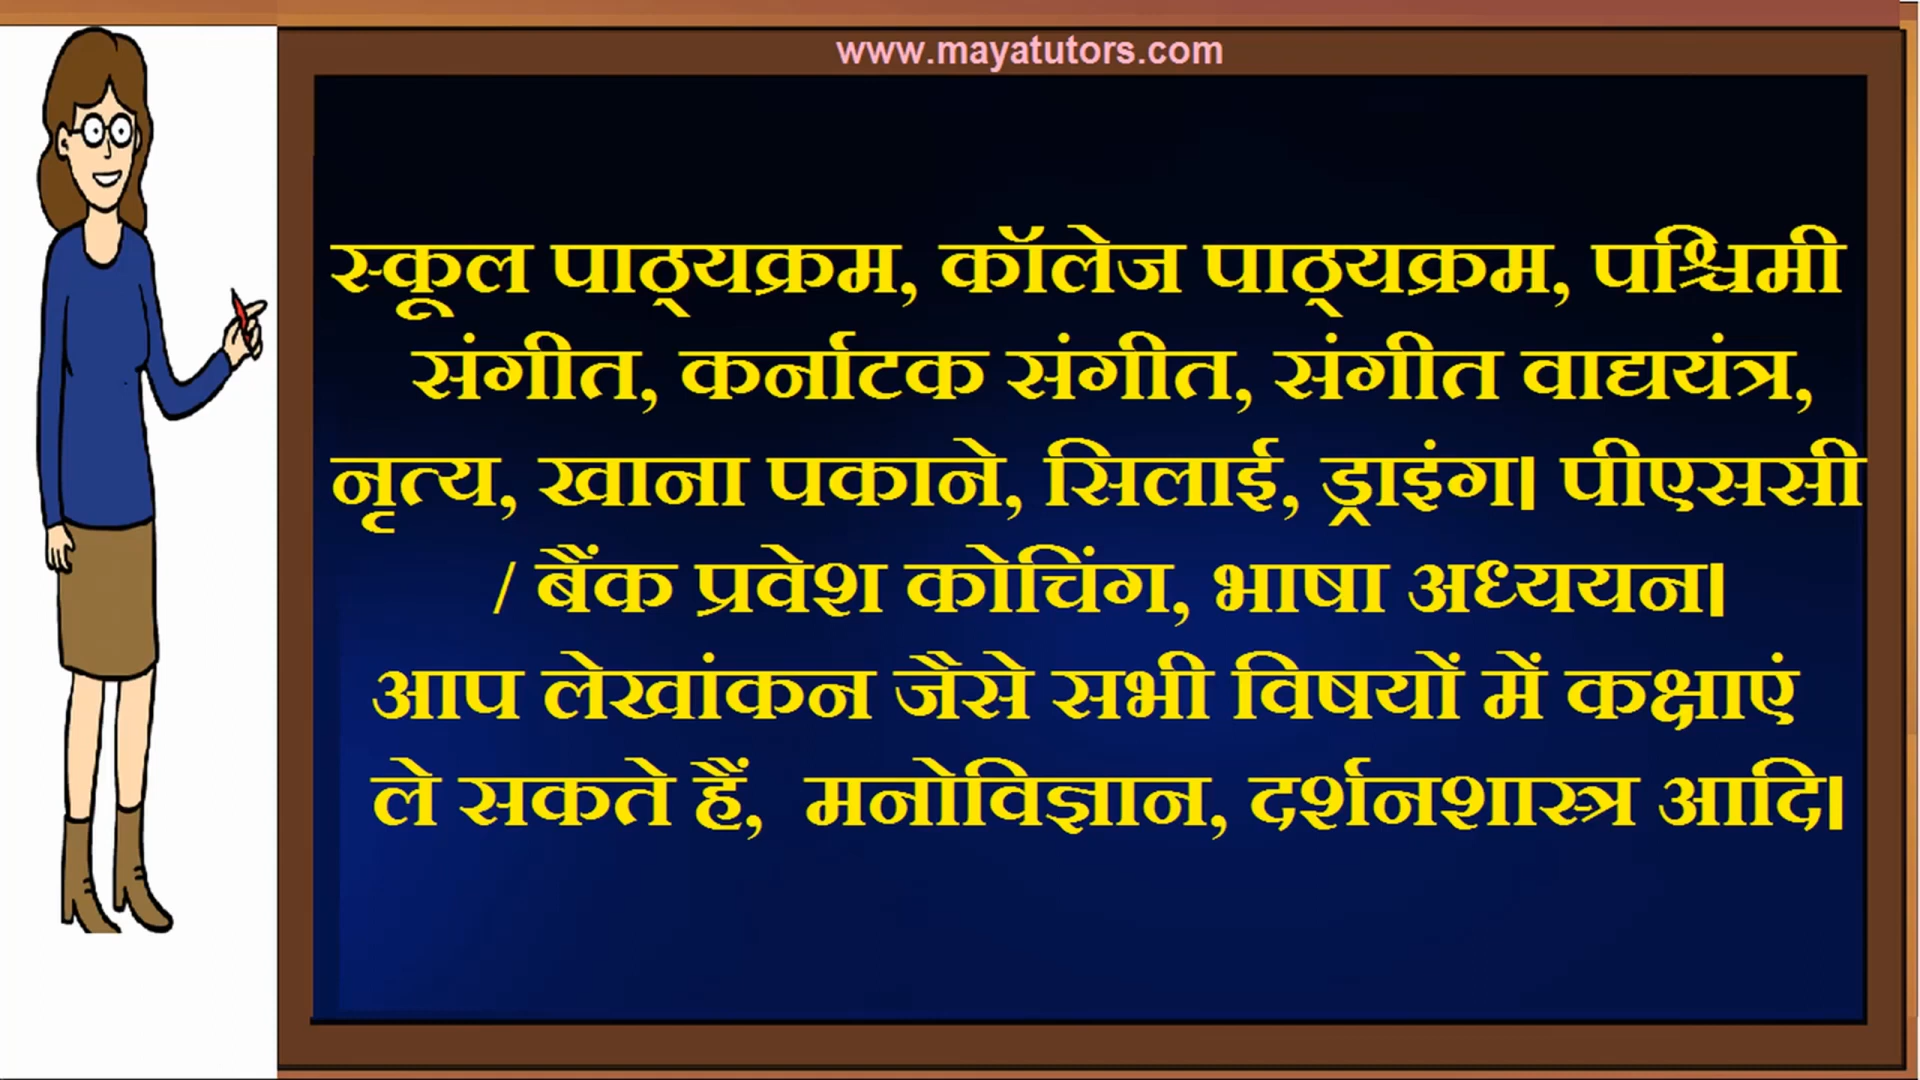 www.mayatutors.com
स्कूल पाठ्यक्रम, कॉलेज पाठ्यक्रम, पश्चिमी
संगीत, कर्नाटक संगीत, संगीत वाद्ययंत्र,
नृत्य, खाना पकाने, सिलाई, ड्राइंग। पीएससी
/ बैंक प्रवेश कोचिंग, भाषा अध्ययन।
आप लेखांकन जैसे सभी विषयों में कक्षाएं
ले सकते हैं, मनोविज्ञान, दर्शनशास्त्र आदि।